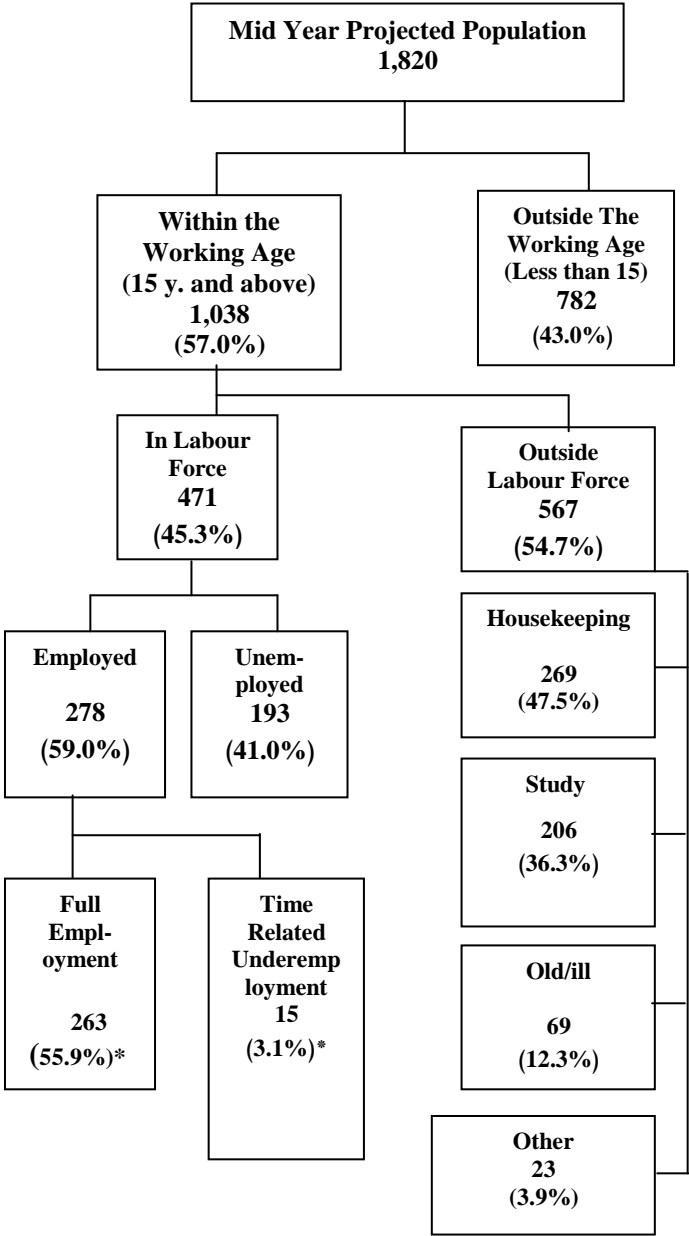 Mid Year Projected Population
1,820
Within the
Working Age
(15 y. and above)
1,038
(57.0%)
Outside The
Working Age
(Less than 15)
782
(43.0%)
In Labour
Force
471
(45.3%)
Outside
Labour Force
567
(54.7%)
Employed
278
(59.0%)
Unem-
ployed
193
(41.0%)
Housekeeping
269
(47.5%)
Study
206
(36.3%)
Full
Empl-
oyment
263
(55.9%)*
Time
Related
Underemp
loyment
15
(3.1%)*
Old/ill
69
(12.3%)
Other
23
(3.9%)